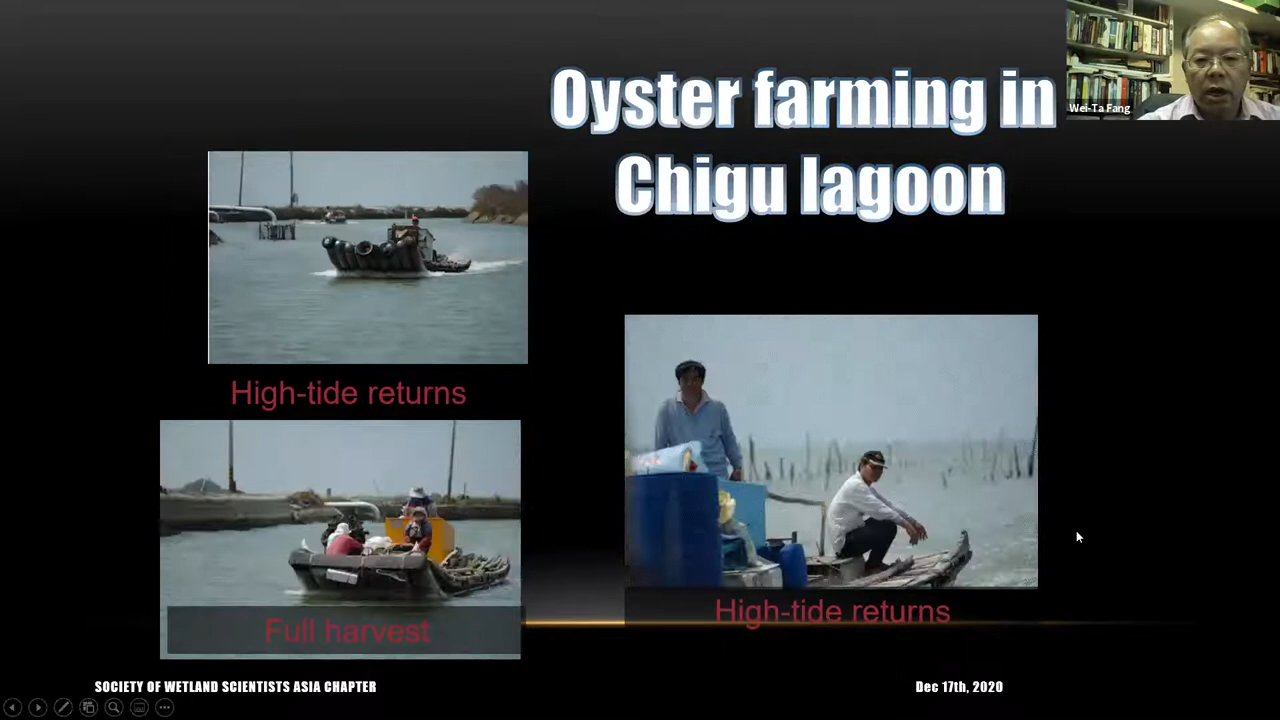 Oyster farming in
Chigu lagoon
Wei-Ta Fang
High-tide returns
Full harvest
High-tide returns
SOCIETY OF WETLAND SCIENTISTS ASIA CHAPTER
Dec 17th, 2020